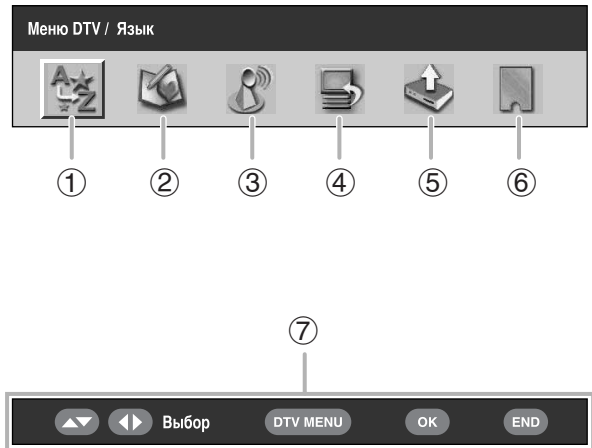 Меню DTV / Язык
A Z
① ② ③ ④ ⑤ ⑥
⑦
Выбор DTV MENU OK END